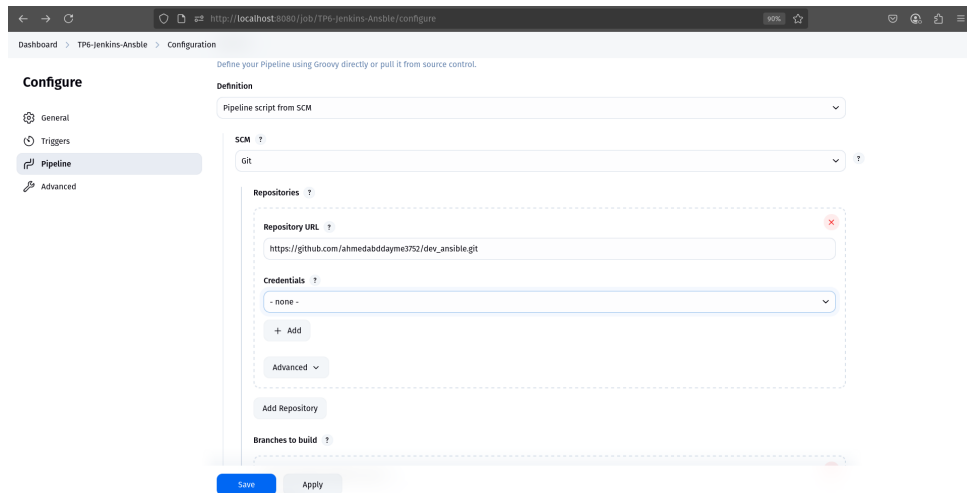 http://localhost:8080/job/TP6-Jenkins-Ansble/configure
90%
Dashboard > TP6-Jenkins-Ansble > Configuration
Configure
General
Triggers
Pipeline
Advanced
Define your Pipeline using Groovy directly or pull it from source control.
Definition
Pipeline script from SCM
SCM ?
Git
?
Repositories ?
Repository URL ?
https://github.com/ahmedabddayme3752/dev_ansible.git
Credentials ?
- none -
+ Add
Advanced
Add Repository
Branches to build ?
Save
Apply